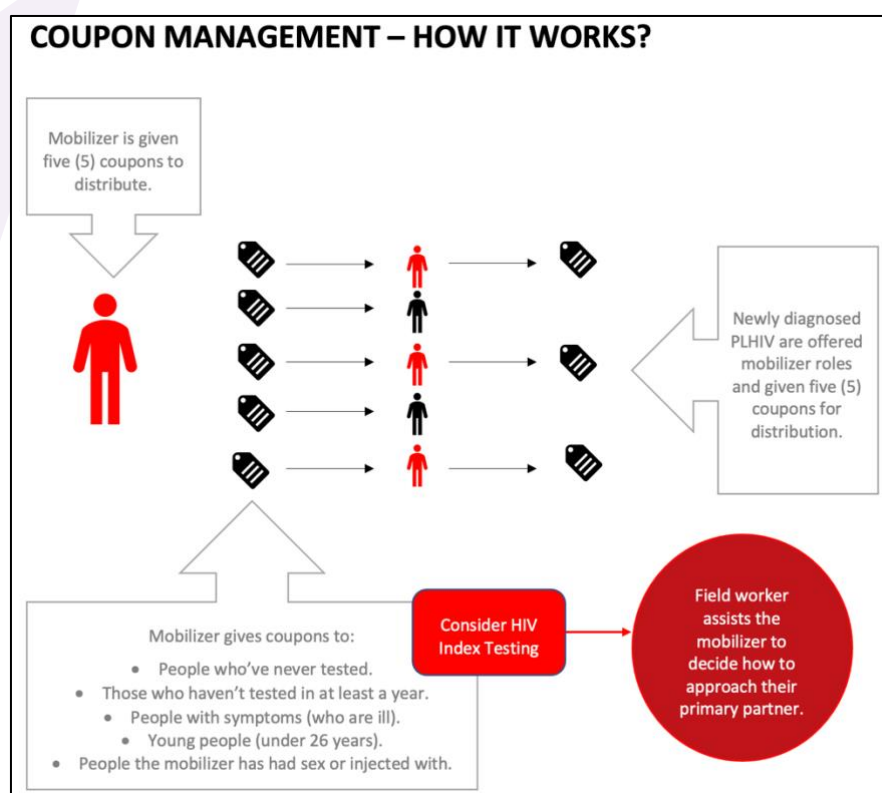 COUPON MANAGEMENT – HOW IT WORKS?
Mobilizer is given
five (5) coupons to
distribute.
Newly diagnosed
PLHIV are offered
mobilizer roles
and given five (5)
coupons for
distribution.
Mobilizer gives coupons to:
• People who’ve never tested.
• Those who haven’t tested in at least a year.
• People with symptoms (who are ill).
• Young people (under 26 years).
• People the mobilizer has had sex or injected with.
Consider HIV
Index Testing
Field worker
assists the
mobilizer to
decide how to
approach their
primary partner.